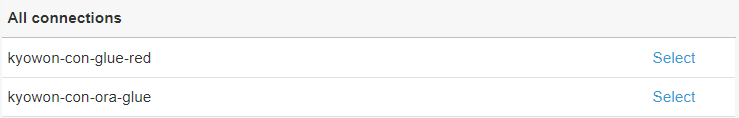 All connections
kyowon-con-glue-red Select
kyowon-con-ora-glue Select